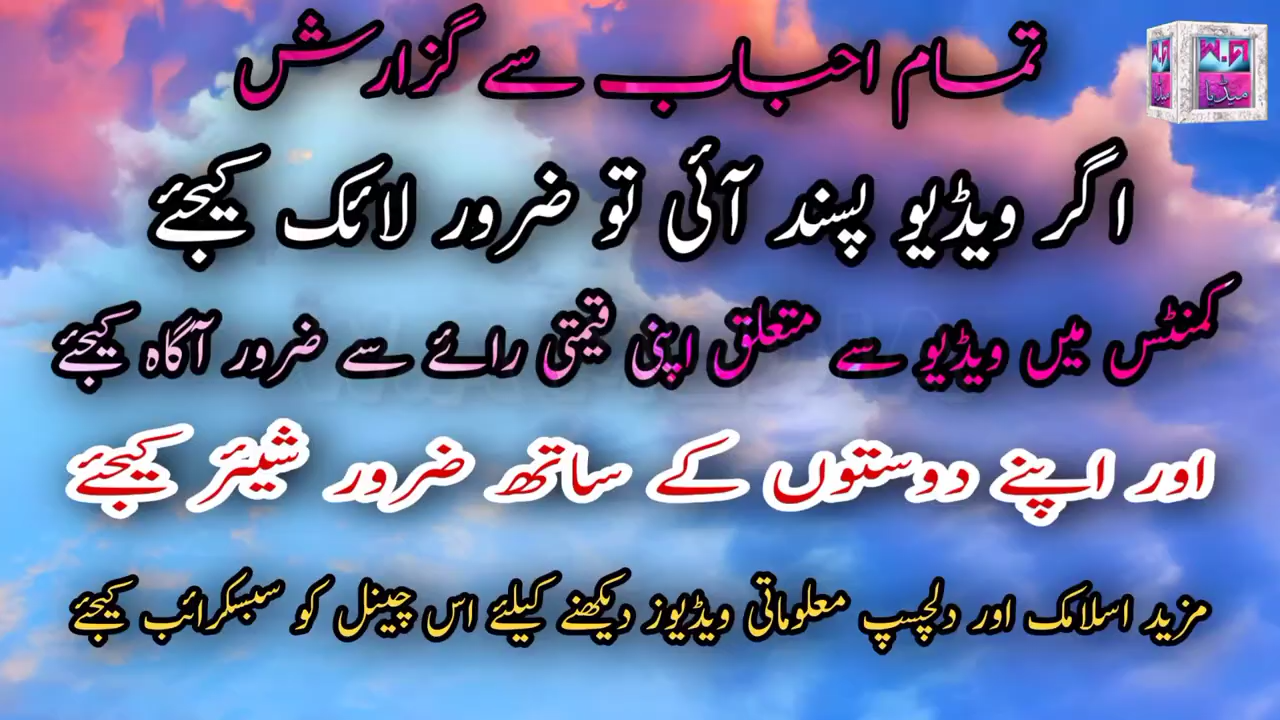 تمام احباب سے گزارش
اگر ویڈیو پسند آئی تو ضرور لائک کیجئے
کمنٹس میں ویڈیو سے متعلق اپنی قیمتی رائے سے ضرور آگاہ کیجئے
اور اپنے دوستوں کے ساتھ ضرور شیئر کیجئے
مزید اسلامک اور دلچسپ معلوماتی ویڈیوز دیکھنے کیلئے اس چینل کو سبسکرائب کیجئے
میڈیا